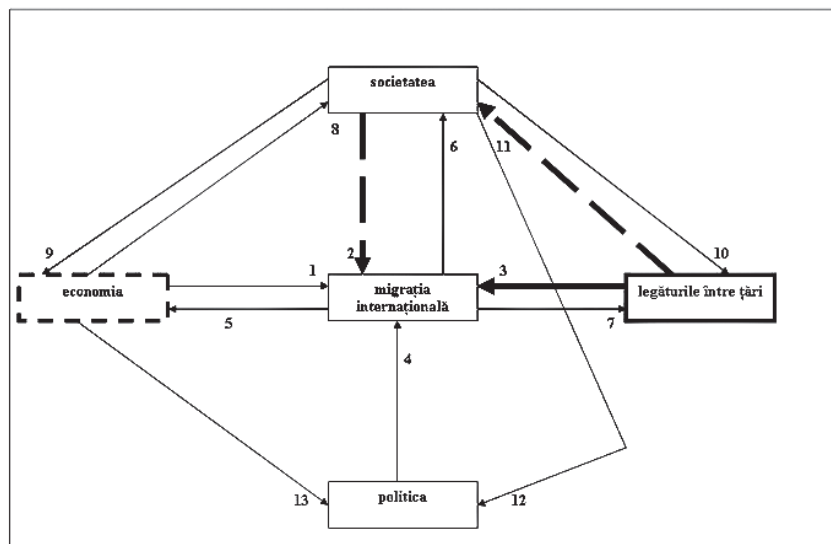 societatea
8
6
11
9
10
2
economia
1
migrația
internațională
3
legăturile între țări
5
7
4
13
politica
12